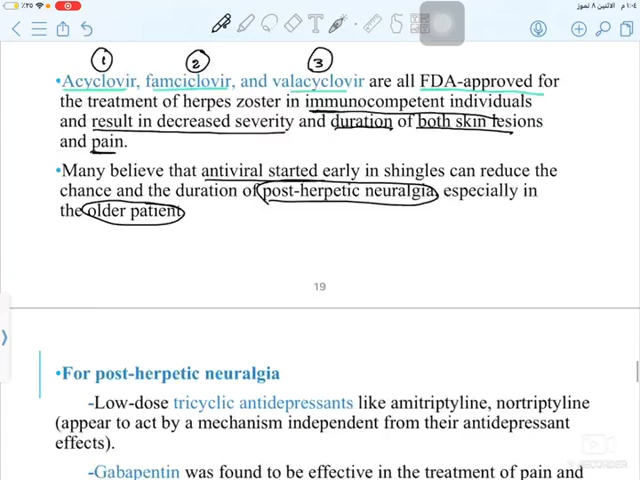 ١:٠٤ م الاثنين ٨ تموز
٢٥٪
1 2 3
•Acyclovir, famciclovir, and valacyclovir are all FDA-approved for
the treatment of herpes zoster in immunocompetent individuals
and result in decreased severity and duration of both skin lesions
and pain.
•Many believe that antiviral started early in shingles can reduce the
chance and the duration of post-herpetic neuralgia, especially in
the older patient
19
•For post-herpetic neuralgia
-Low-dose tricyclic antidepressants like amitriptyline, nortriptyline
(appear to act by a mechanism independent from their antidepressant
effects).
-Gabapentin was found to be effective in the treatment of pain and